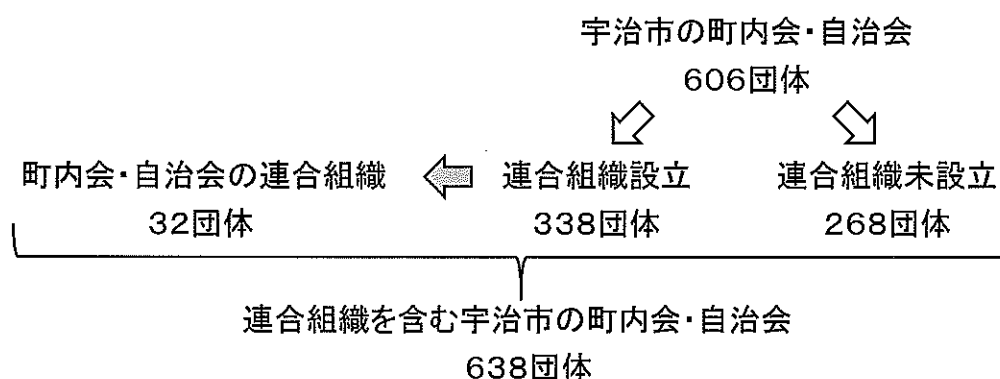 宇治市の町内会・自治会
606団体
町内会・自治会の連合組織
32団体
連合組織設立
338団体
連合組織未設立
268団体
連合組織を含む宇治市の町内会・自治会
638団体